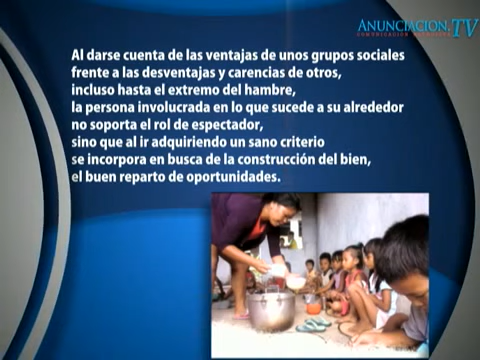 ANUNCIACION.TV
COMUNICACIÓN CATÓLICA
Al darse cuenta de las ventajas de unos grupos sociales
frente a las desventajas y carencias de otros,
incluso hasta el extremo del hambre,
la persona involucrada en lo que sucede a su alrededor
no soporta el rol de espectador,
sino que al ir adquiriendo un sano criterio
se incorpora en busca de la construcción del bien,
el buen reparto de oportunidades.